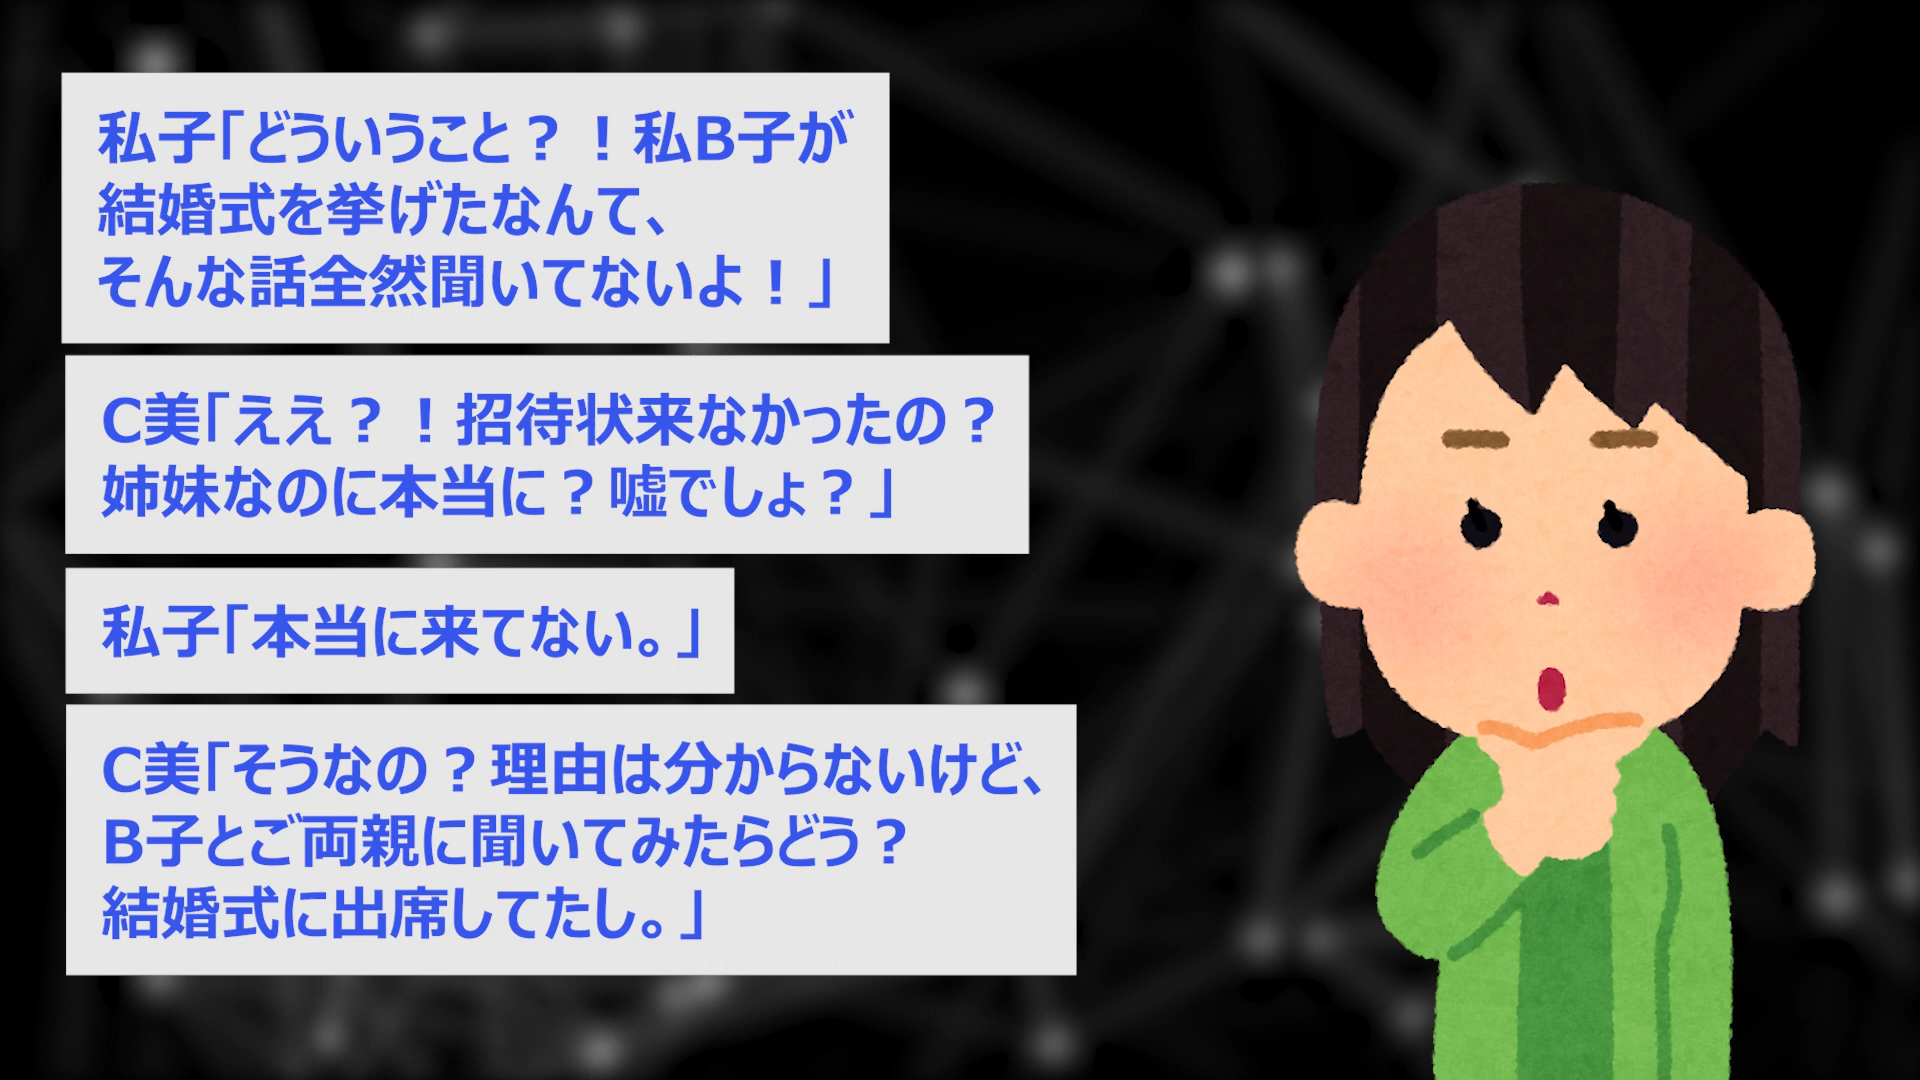 私子「どういうこと？！私B子が
結婚式を挙げたなんて、
そんな話全然聞いてないよ！」
C美「ええ？！招待状来なかったの？
姉妹なのに本当に？嘘でしょ？」
私子「本当に来てない。」
C美「そうなの？理由は分からないけど、
B子とご両親に聞いてみたらどう？
結婚式に出席してたし。」